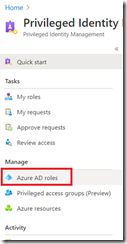 Home >
Privileged Identity
Privileged Identity Management
Quick start
Tasks
My roles
My requests
Approve requests
Review access
Manage
Azure AD roles
Privileged access groups (Preview)
Azure resources
Activity